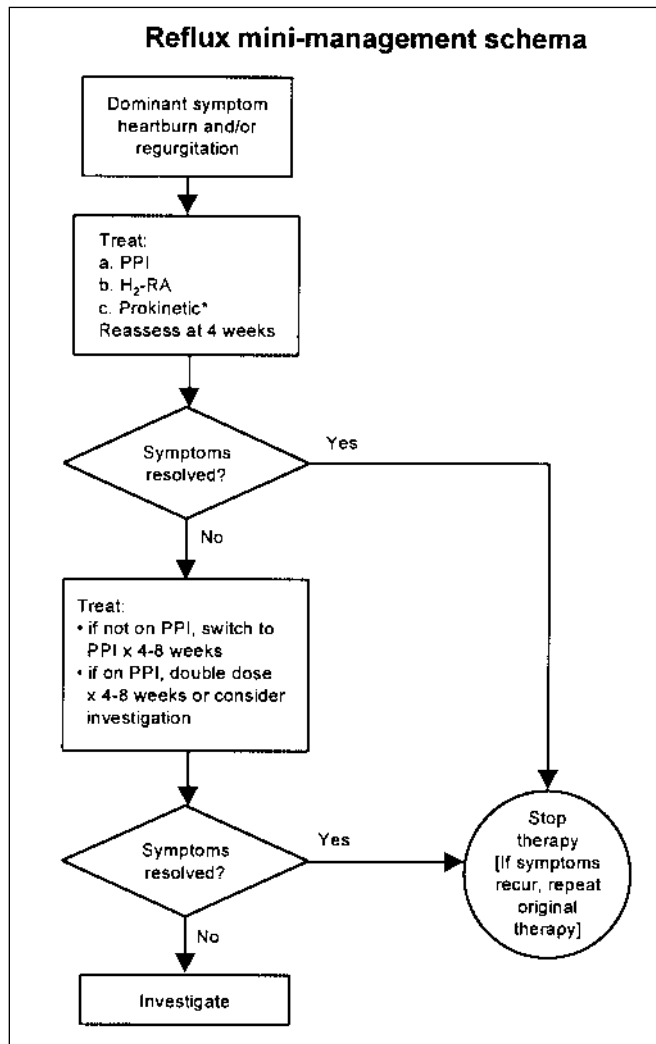 Reflux mini-management schema
Dominant symptom
heartburn and/or
regurgitation
Treat:
a. PPI
b. H₂-RA
c. Prokinetic*
Reassess at 4 weeks
Symptoms
resolved?
Yes
No
Treat:
• if not on PPI, switch to
PPI x 4-8 weeks
• if on PPI, double dose
x 4-8 weeks or consider
investigation
Symptoms
resolved?
Yes
Stop
therapy
[If symptoms
recur, repeat
original
therapy]
No
Investigate